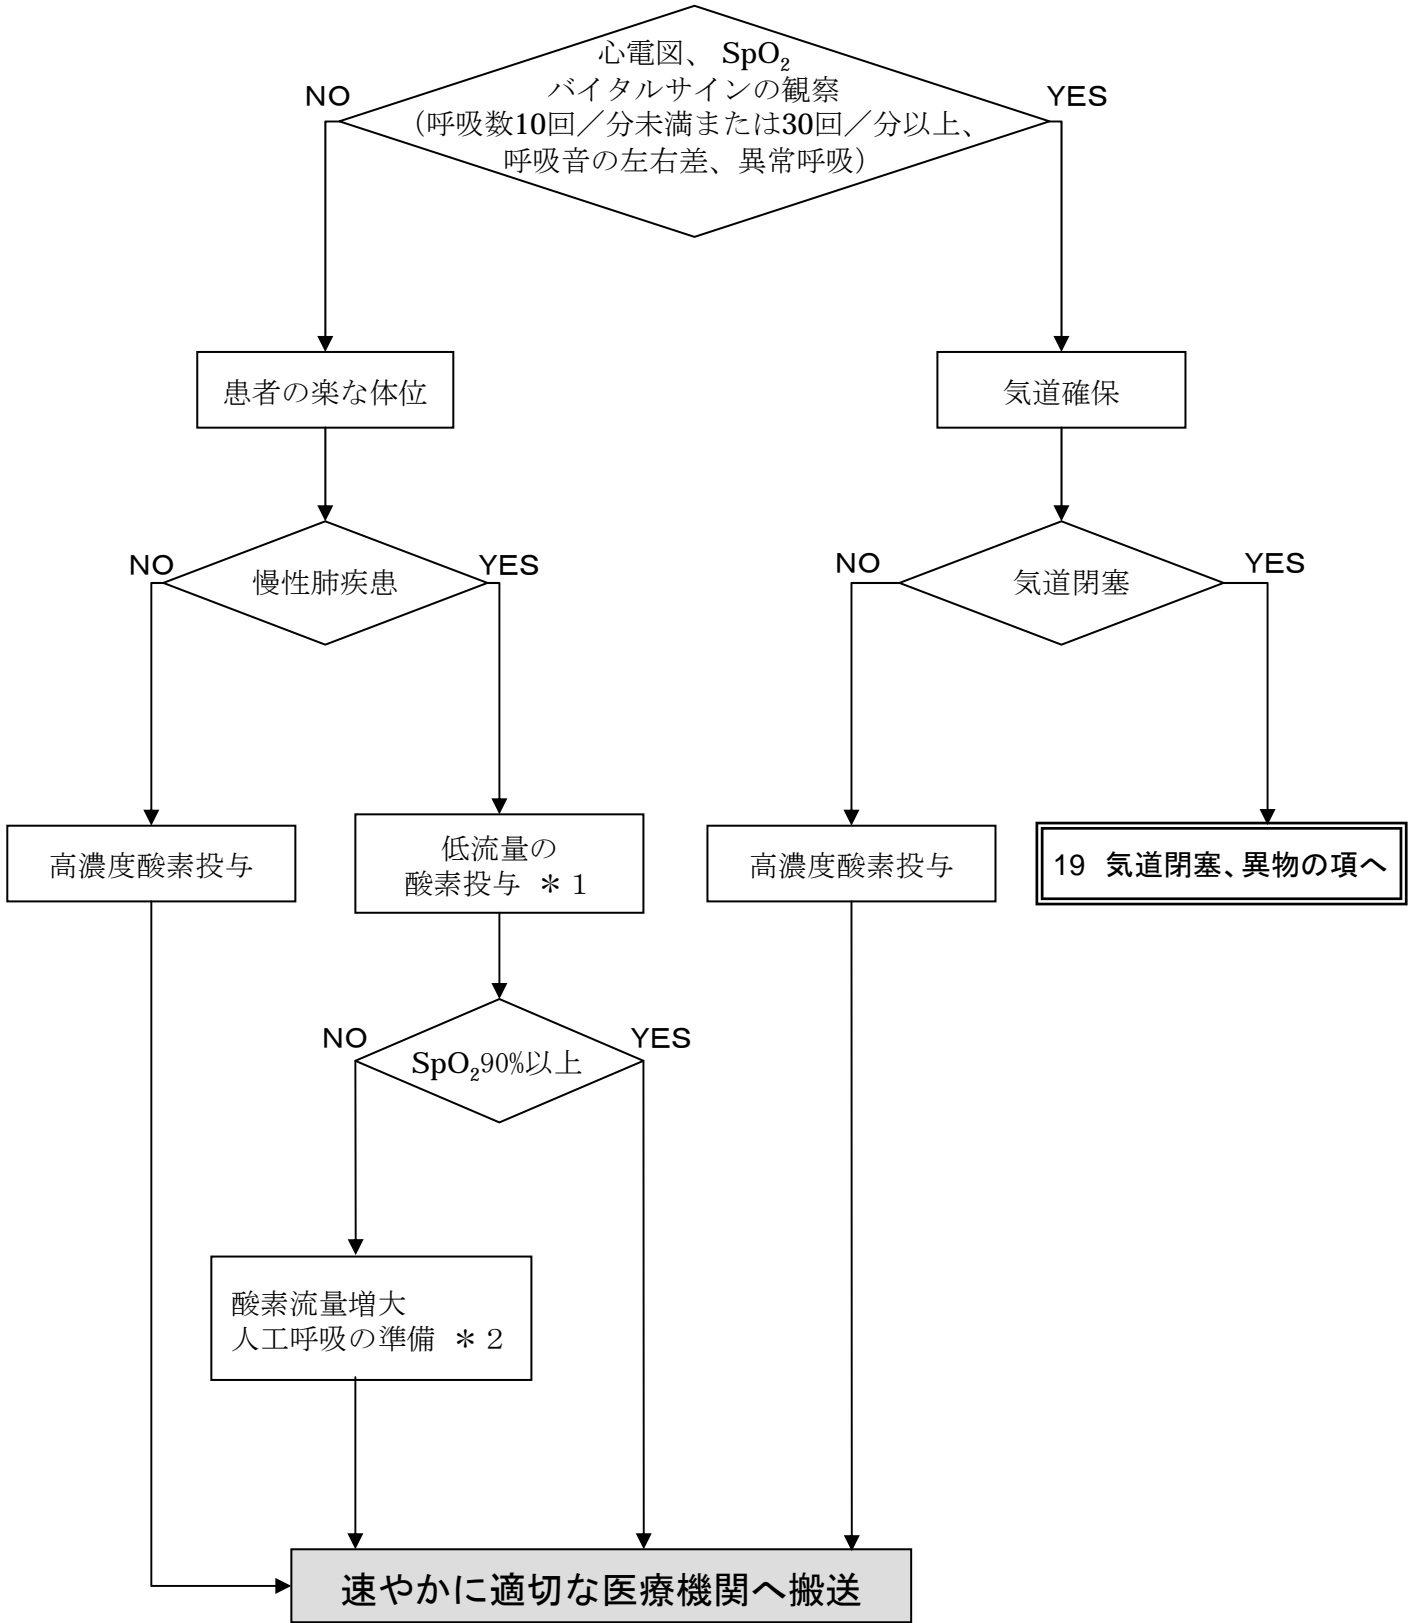 心電図、 SpO₂
バイタルサインの観察
（呼吸数10回／分未満または30回／分以上、
呼吸音の左右差、異常呼吸）
NO
YES
患者の楽な体位
気道確保
NO
慢性肺疾患
YES
NO
気道閉塞
YES
高濃度酸素投与
低流量の
酸素投与 ＊１
高濃度酸素投与
19 気道閉塞、異物の項へ
NO
SpO₂90%以上
YES
酸素流量増大
人工呼吸の準備 ＊２
速やかに適切な医療機関へ搬送